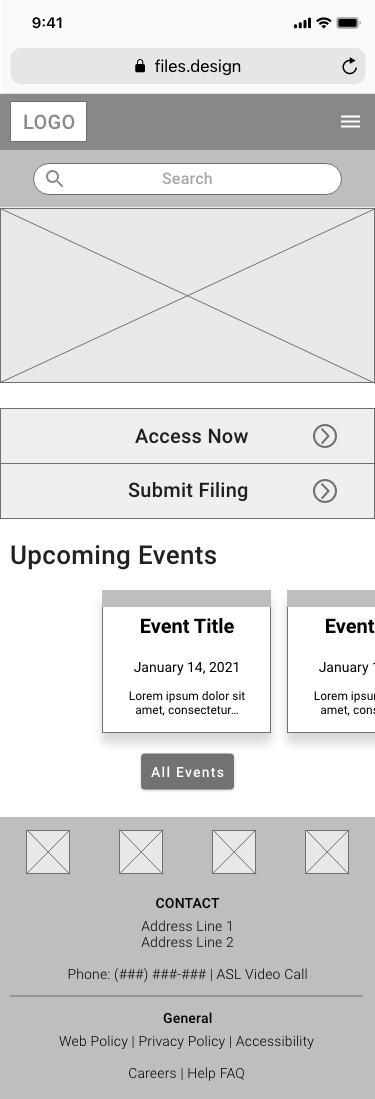 9:41
files.design
LOGO
Search
Access Now
Submit Filing
Upcoming Events
Event Title
January 14, 2021
Lorem ipsum dolor sit
amet, consectetur...
Event
January 1
Lorem ipsu
amet, cons
All Events
CONTACT
Address Line 1
Address Line 2
Phone: (###) ###-### | ASL Video Call
General
Web Policy | Privacy Policy | Accessibility
Careers | Help FAQ